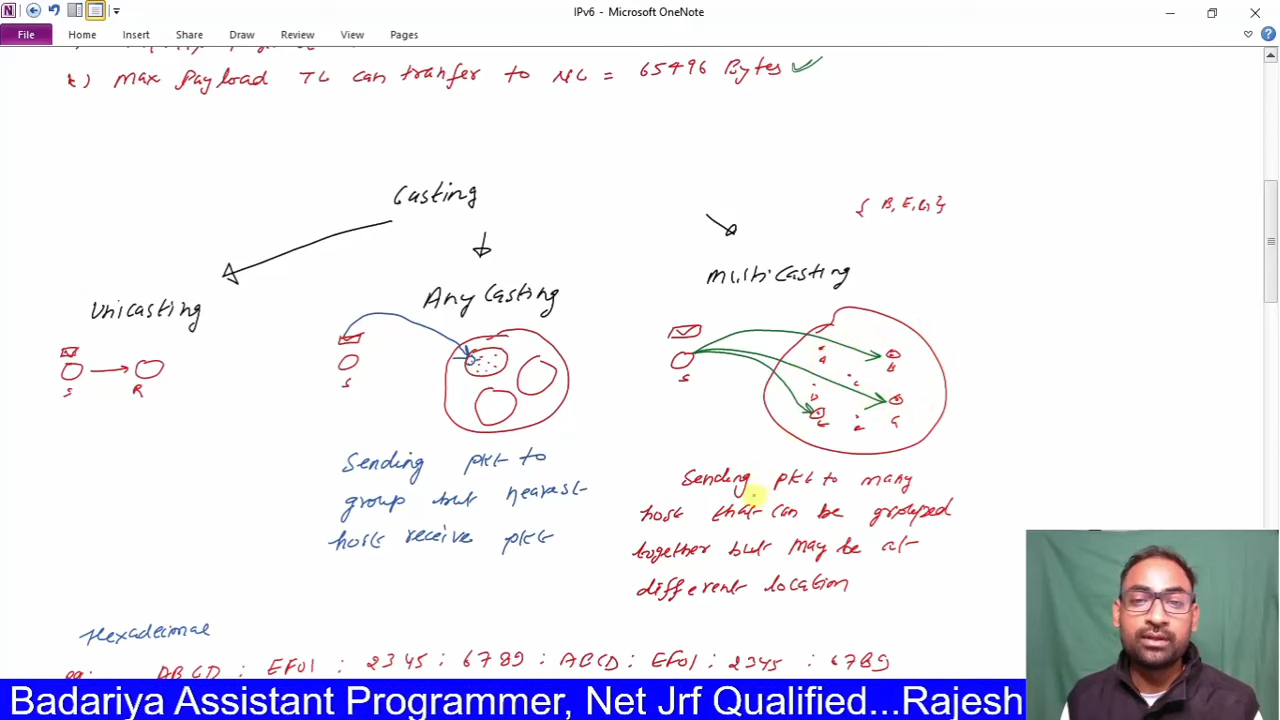 IPv6 - Microsoft OneNote
File Home Insert Share Draw Review View Pages
k) Max Payload TL can tranfer to NL = 65496 Bytes
Casting
{ B, E, G }
Unicasting
Any Casting
Multicasting
S R
S
S
A B
C
D
E
G
Sending pkt to
group but nearest
host receive pkt
Sending pkt to many
host that can be grouped
together but may be at
different location
Hexadecimal
eg: ABCD : EF01 : 2345 : 6789 : ABCD : EF01 : 2345 : 6789
Badariya Assistant Programmer, Net Jrf Qualified...Rajesh